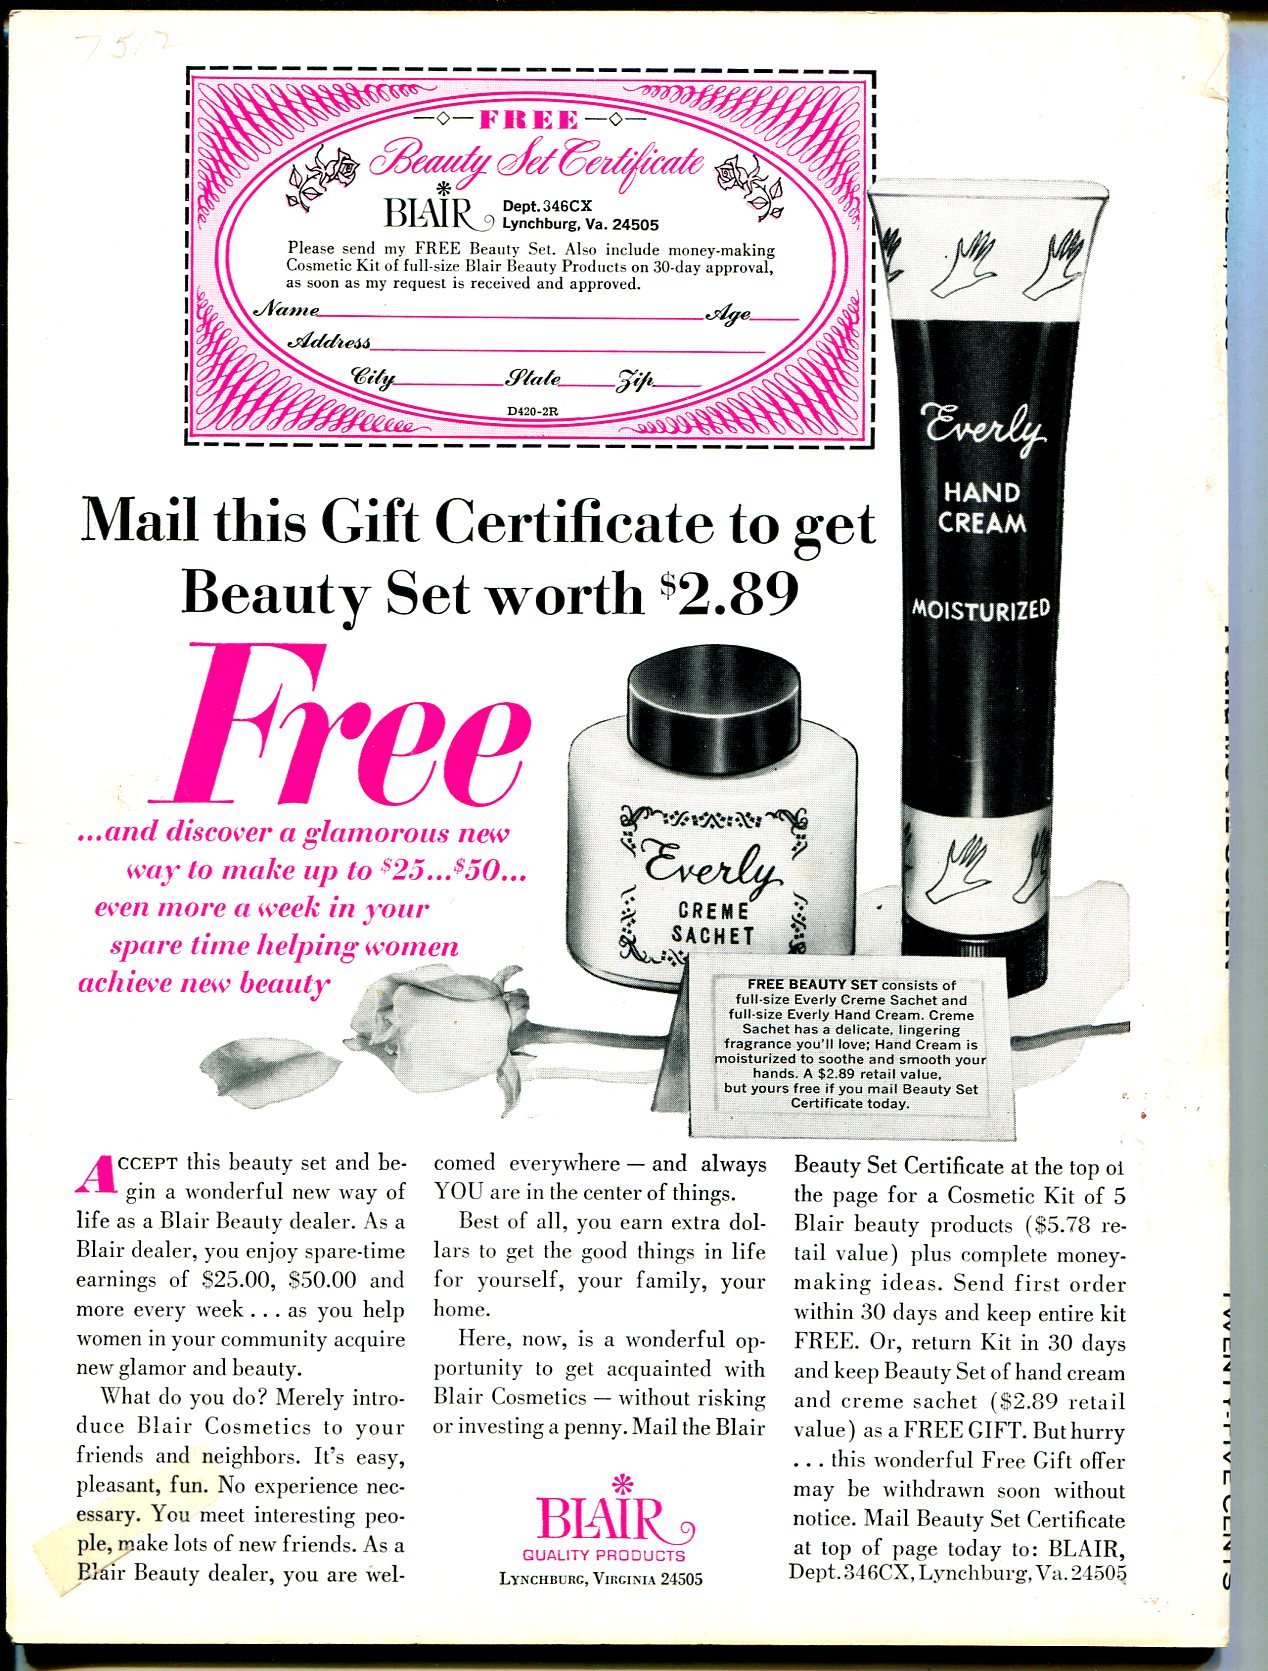 7512
FREE
Beauty Set Certificate
BLAIR
Dept. 346CX
Lynchburg, Va. 24505
Please send my FREE Beauty Set. Also include money-making
Cosmetic Kit of full-size Blair Beauty Products on 30-day approval,
as soon as my request is received and approved.
Name Age
Address
City State Zip
D420-2R
Everly
HAND
CREAM
MOISTURIZED
Mail this Gift Certificate to get
Beauty Set worth $2.89
Free
...and discover a glamorous new
way to make up to $25...$50...
even more a week in your
spare time helping women
achieve new beauty
Everly
CREME
SACHET
FREE BEAUTY SET consists of
full-size Everly Creme Sachet and
full-size Everly Hand Cream. Creme
Sachet has a delicate, lingering
fragrance you'll love; Hand Cream is
moisturized to soothe and smooth your
hands. A $2.89 retail value,
but yours free if you mail Beauty Set
Certificate today.
ACCEPT this beauty set and be-
gin a wonderful new way of
life as a Blair Beauty dealer. As a
Blair dealer, you enjoy spare-time
earnings of $25.00, $50.00 and
more every week . . . as you help
women in your community acquire
new glamor and beauty.
What do you do? Merely intro-
duce Blair Cosmetics to your
friends and neighbors. It's easy,
pleasant, fun. No experience nec-
essary. You meet interesting peo-
ple, make lots of new friends. As a
Blair Beauty dealer, you are wel-
comed everywhere — and always
YOU are in the center of things.
Best of all, you earn extra dol-
lars to get the good things in life
for yourself, your family, your
home.
Here, now, is a wonderful op-
portunity to get acquainted with
Blair Cosmetics — without risking
or investing a penny. Mail the Blair
Beauty Set Certificate at the top of
the page for a Cosmetic Kit of 5
Blair beauty products ($5.78 re-
tail value) plus complete money-
making ideas. Send first order
within 30 days and keep entire kit
FREE. Or, return Kit in 30 days
and keep Beauty Set of hand cream
and creme sachet ($2.89 retail
value) as a FREE GIFT. But hurry
. . . this wonderful Free Gift offer
may be withdrawn soon without
notice. Mail Beauty Set Certificate
at top of page today to: BLAIR,
Dept. 346CX, Lynchburg, Va. 24505
BLAIR
QUALITY PRODUCTS
LYNCHBURG, VIRGINIA 24505
TWENTY-FIVE CENTS